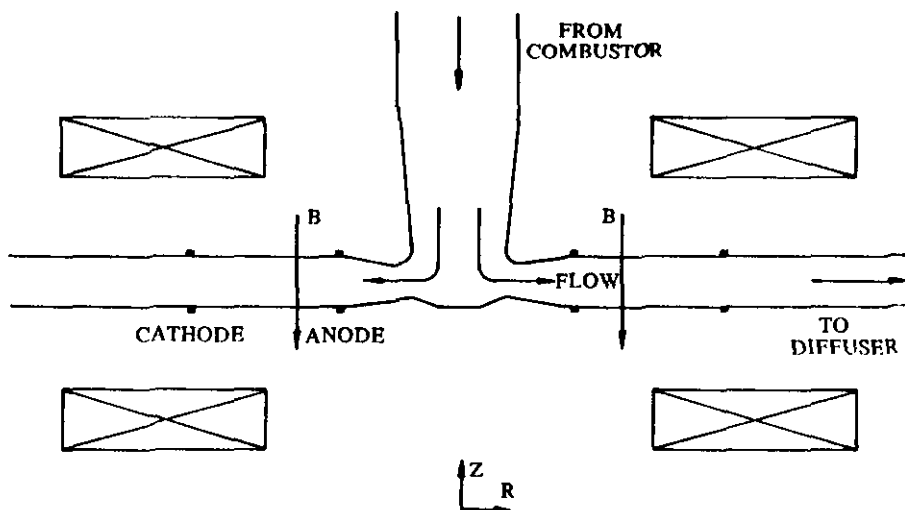 FROM
COMBUSTOR
B
B
FLOW
CATHODE
ANODE
TO
DIFFUSER
Z
R